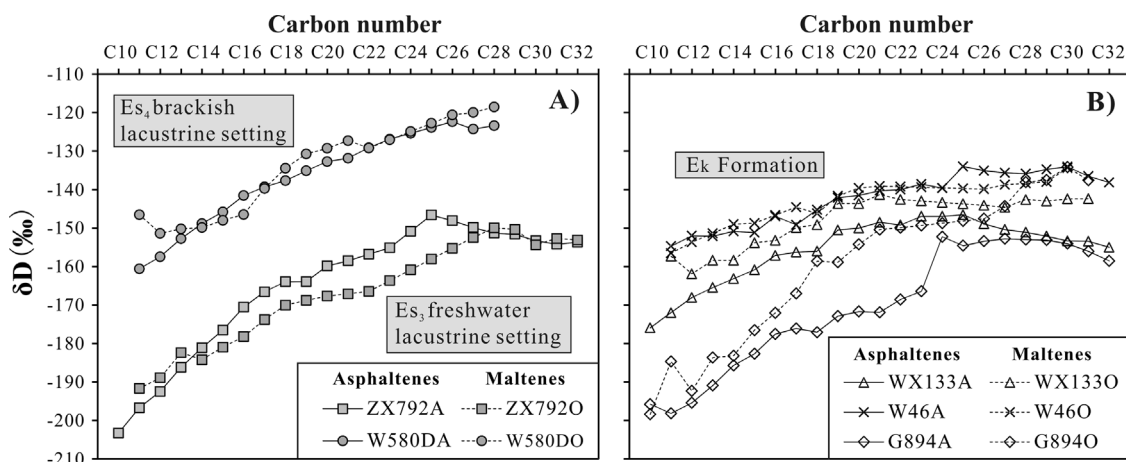 Carbon number
Carbon number
C10 C12 C14 C16 C18 C20 C22 C24 C26 C28 C30 C32
C10 C12 C14 C16 C18 C20 C22 C24 C26 C28 C30 C32
δD (‰)
-110
-120
-130
-140
-150
-160
-170
-180
-190
-200
-210
A)
Es4 brackish
lacustrine setting
Es3 freshwater
lacustrine setting
Asphaltenes Maltenes
ZX792A ZX792O
W580DA W580DO
B)
Ek Formation
Asphaltenes Maltenes
WX133A WX133O
W46A W46O
G894A G894O